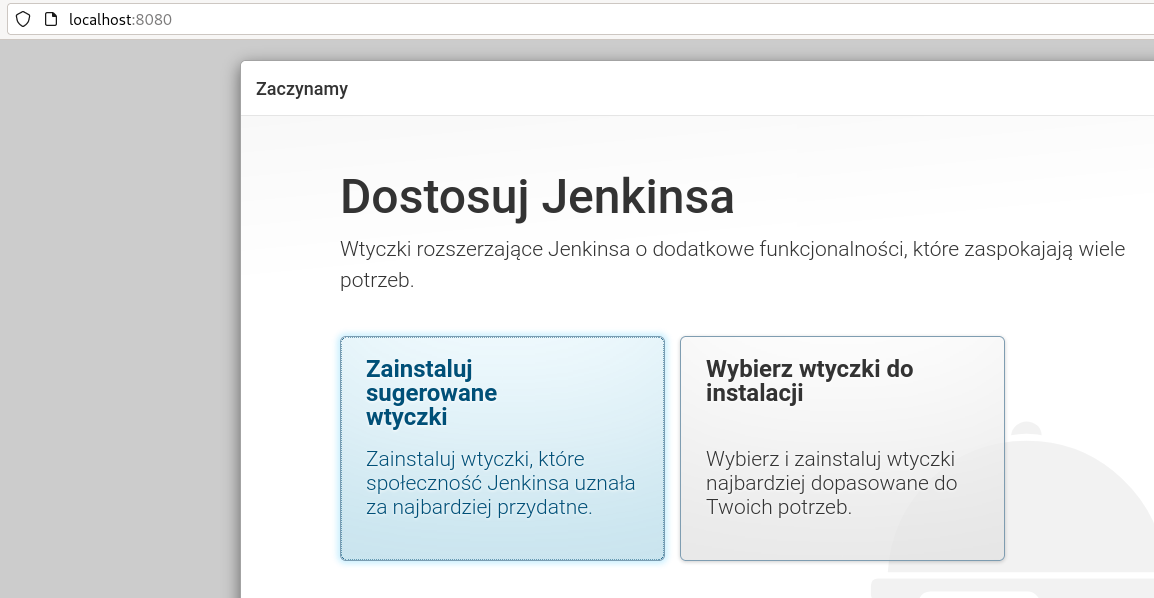 localhost:8080
Zaczynamy
Dostosuj Jenkinsa
Wtyczki rozszerzające Jenkinsa o dodatkowe funkcjonalności, które zaspokajają wiele
potrzeb.
Zainstaluj
sugerowane
wtyczki
Zainstaluj wtyczki, które
społeczność Jenkinsa uznała
za najbardziej przydatne.
Wybierz wtyczki do
instalacji
Wybierz i zainstaluj wtyczki
najbardziej dopasowane do
Twoich potrzeb.